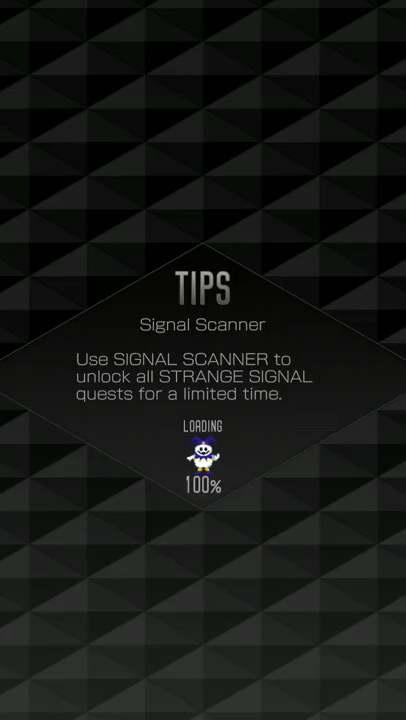 TIPS
Signal Scanner
Use SIGNAL SCANNER to
unlock all STRANGE SIGNAL
quests for a limited time.
LOADING
100%